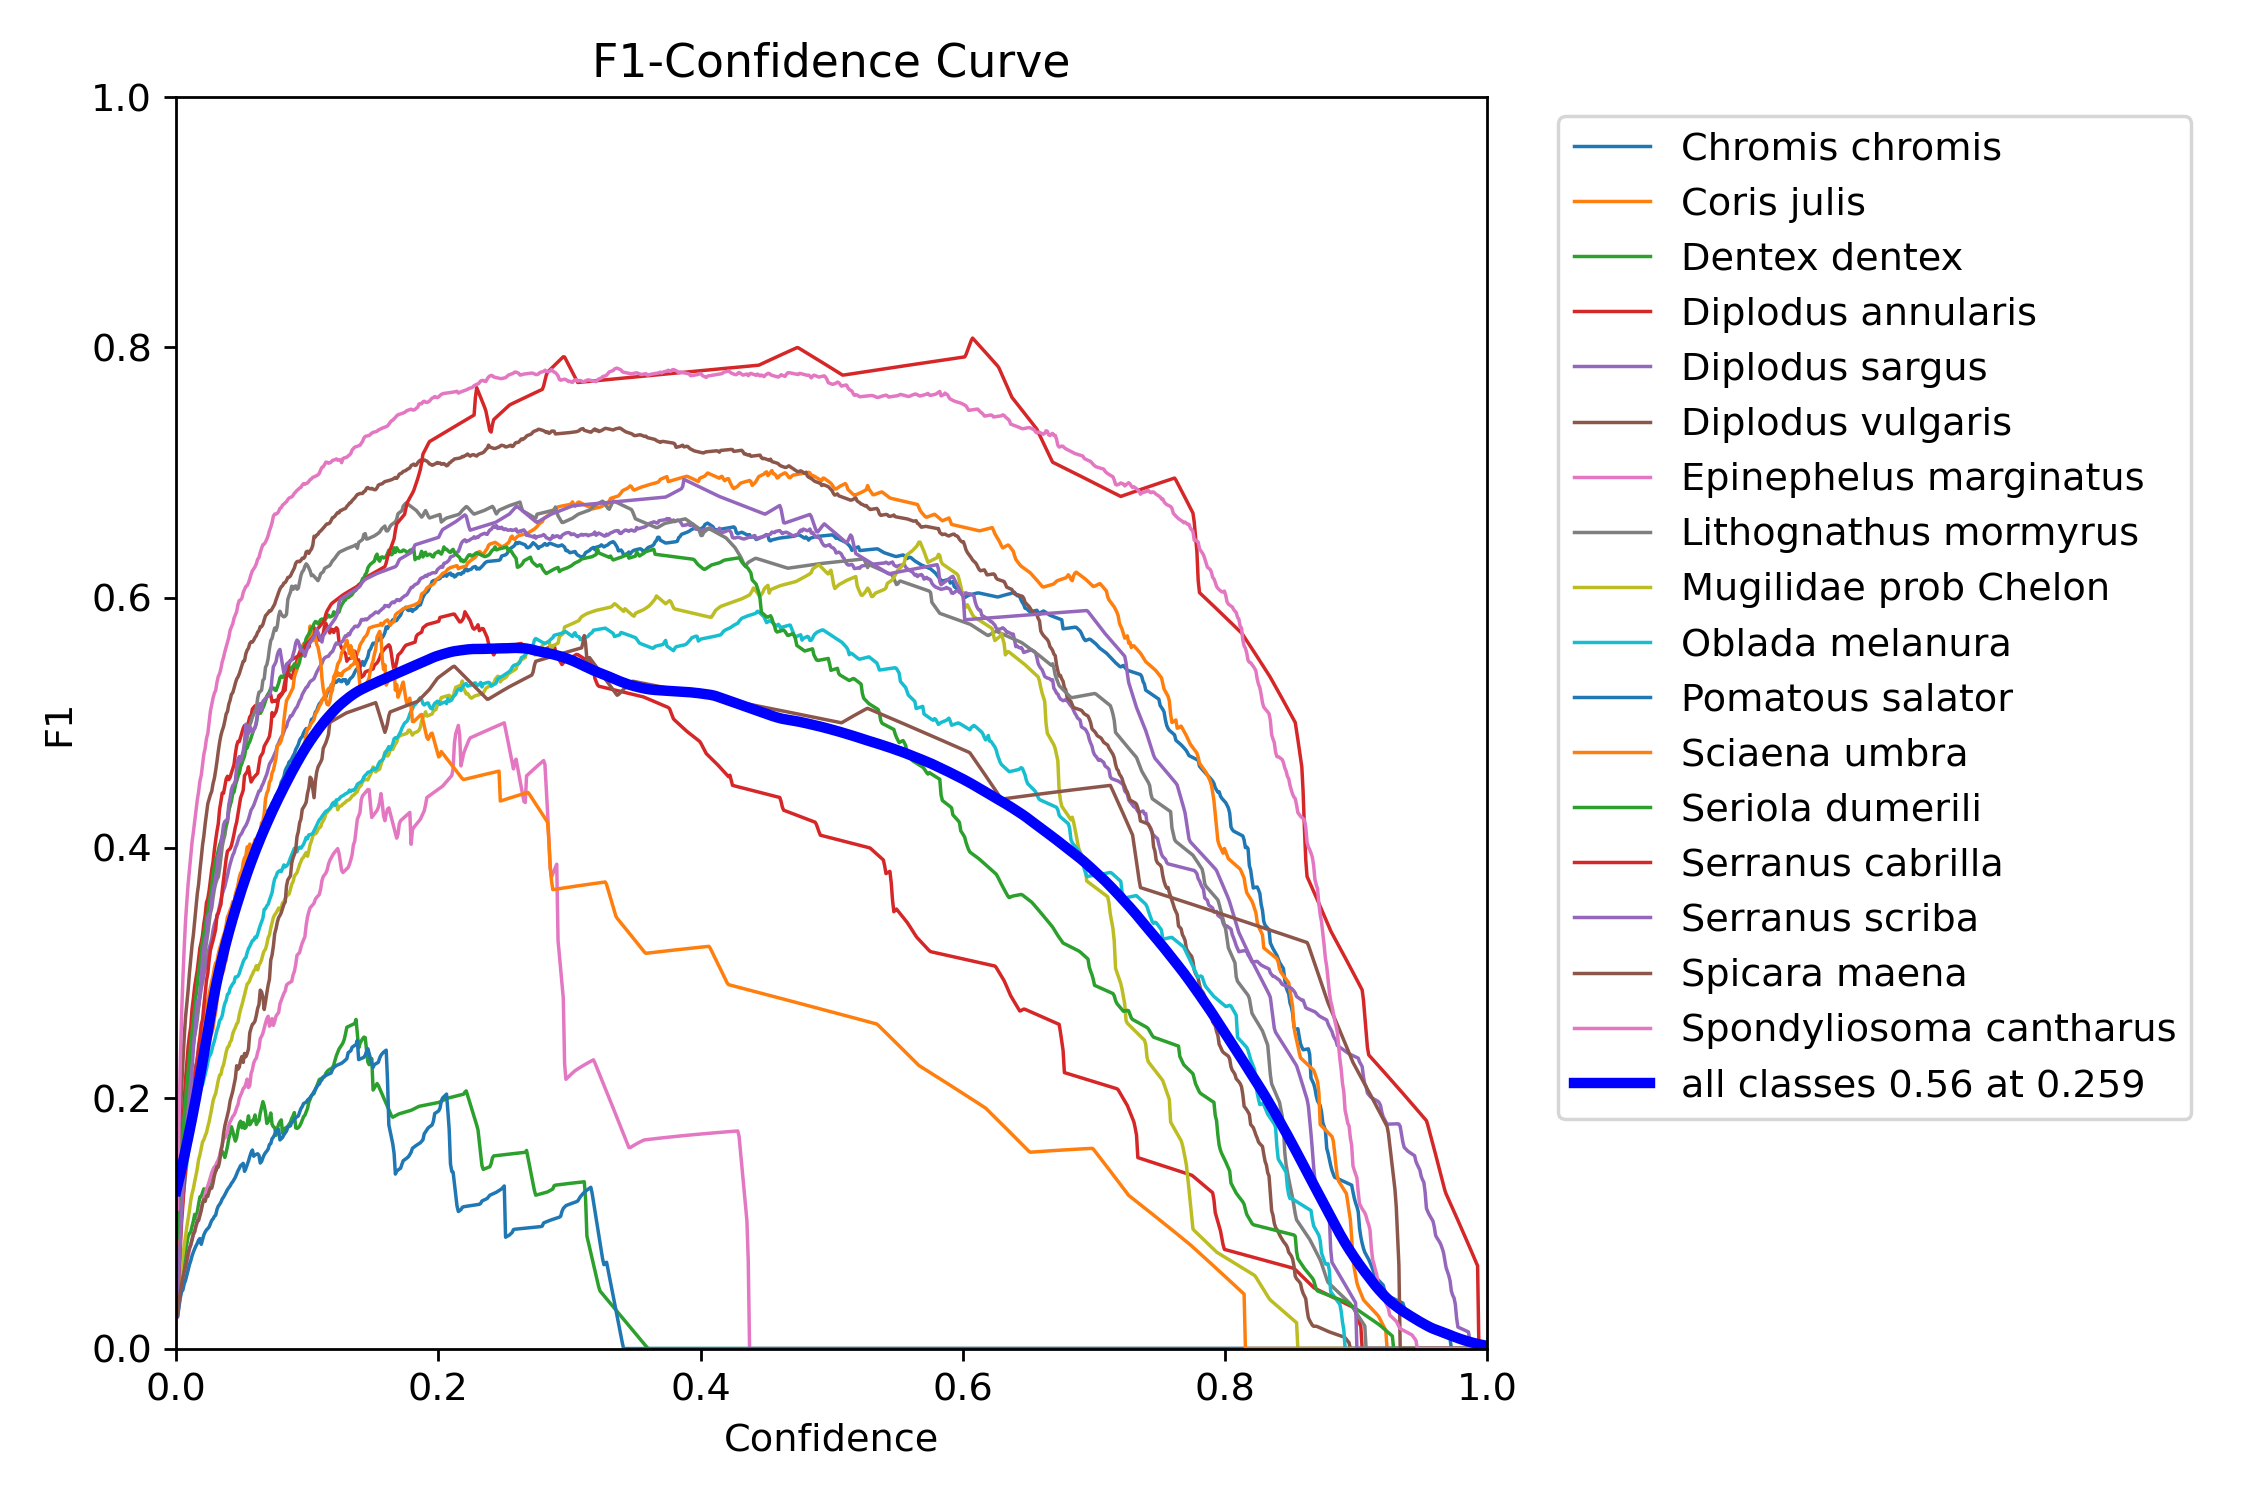 F1-Confidence Curve
1.0
0.8
0.6
0.4
0.2
0.0
F1
0.0 0.2 0.4 0.6 0.8 1.0
Confidence
Chromis chromis
Coris julis
Dentex dentex
Diplodus annularis
Diplodus sargus
Diplodus vulgaris
Epinephelus marginatus
Lithognathus mormyrus
Mugilidae prob Chelon
Oblada melanura
Pomatous salator
Sciaena umbra
Seriola dumerili
Serranus cabrilla
Serranus scriba
Spicara maena
Spondyliosoma cantharus
all classes 0.56 at 0.259